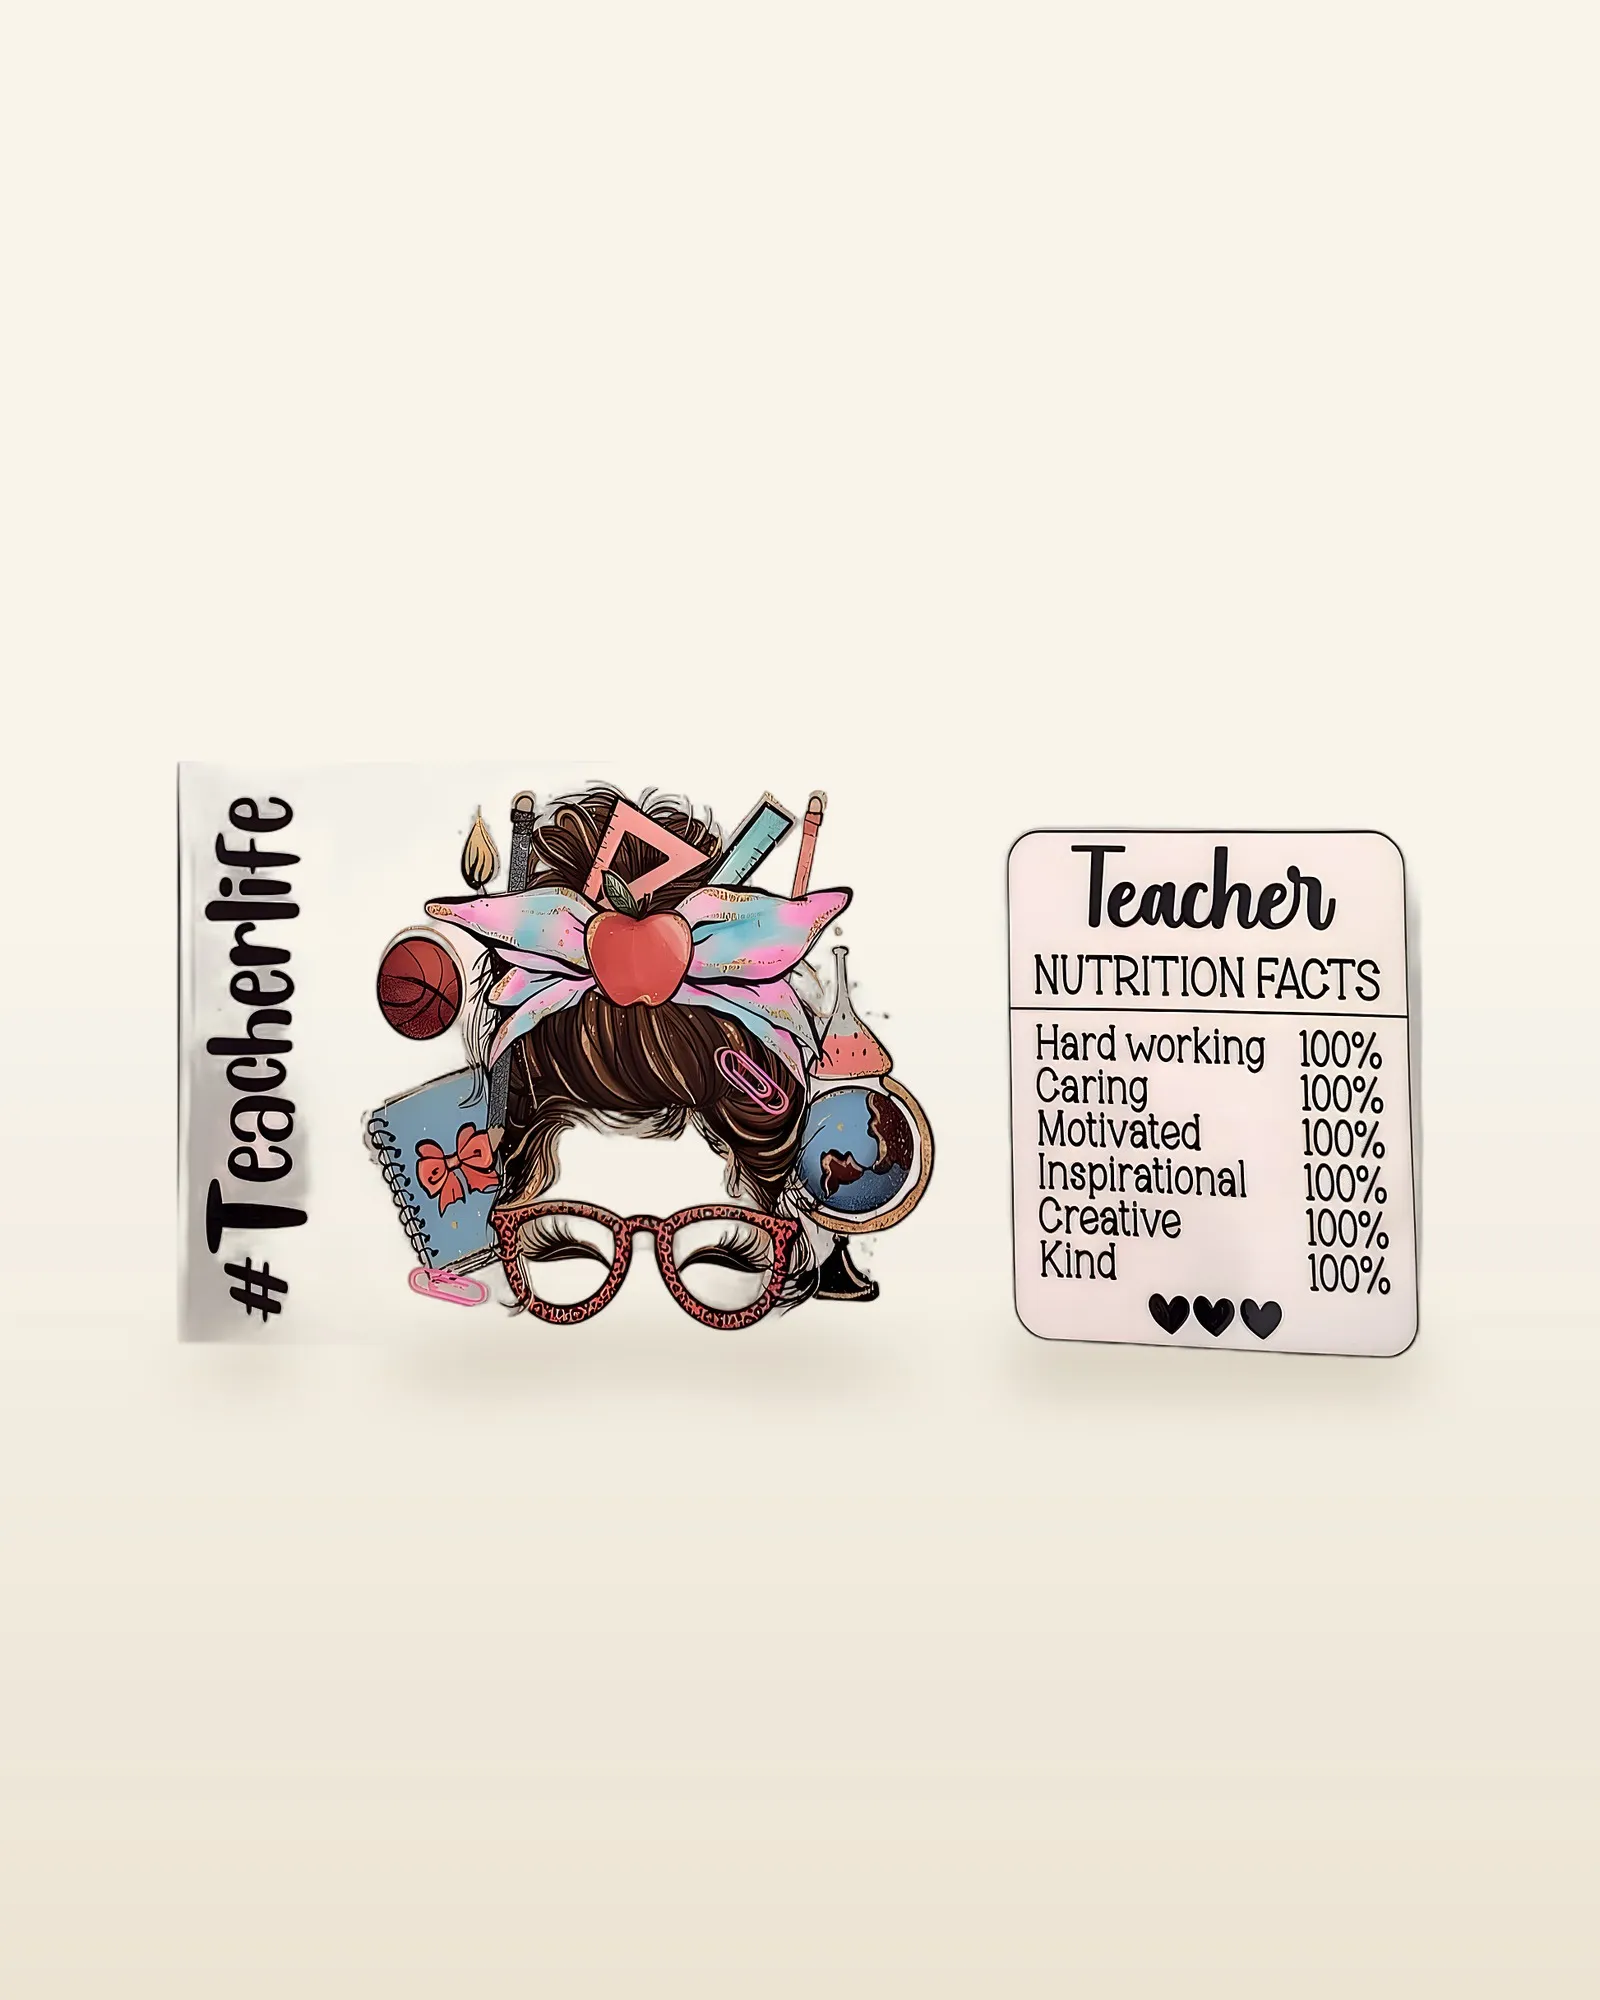 #Teacherlife
Teacher
NUTRITION FACTS
Hard working 100%
Caring 100%
Motivated 100%
Inspirational 100%
Creative 100%
Kind 100%